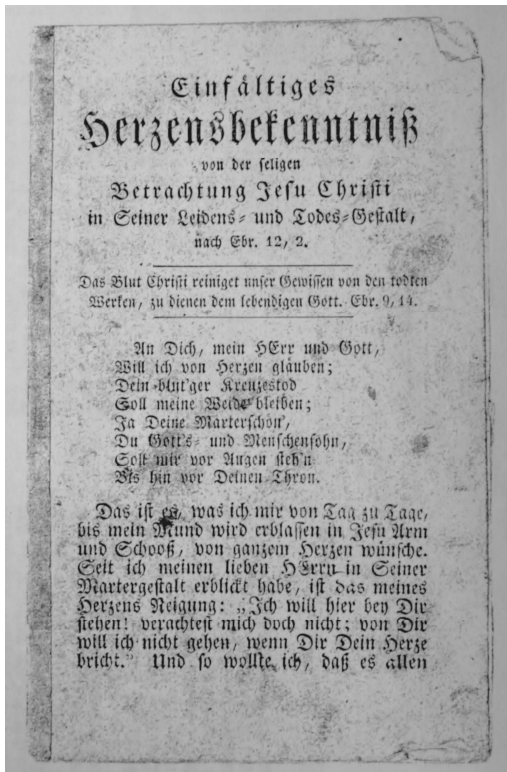 Einfältiges
Herzensbekenntniß
von der seligen
Betrachtung Jesu Christi
in Seiner Leidens- und Todes-Gestalt,
nach Ebr. 12, 2.
Das Blut Christi reiniget unser Gewissen von den todten
Werken, zu dienen dem lebendigen Gott. Ebr. 9, 14.
An Dich, mein HErr und Gott,
Will ich von Herzen gläuben;
Dein blut'ger Kreuzestod
Soll meine Weide bleiben;
Ja Deine Marterschön',
Du Gott's- und Menschensohn,
Soll mir vor Augen steh'n
Bis hin vor Deinen Thron.
Das ist es, was ich mir von Tag zu Tage,
bis mein Mund wird erblassen in Jesu Arm
und Schooß, von ganzem Herzen wünsche.
Seit ich meinen lieben HErrn in Seiner
Martergestalt erblickt habe, ist das meines
Herzens Neigung: „Ich will hier bey Dir
stehen! verachtest mich doch nicht; von Dir
will ich nicht gehen, wenn Dir Dein Herze
bricht.“ Und so wollte ich, daß es allen